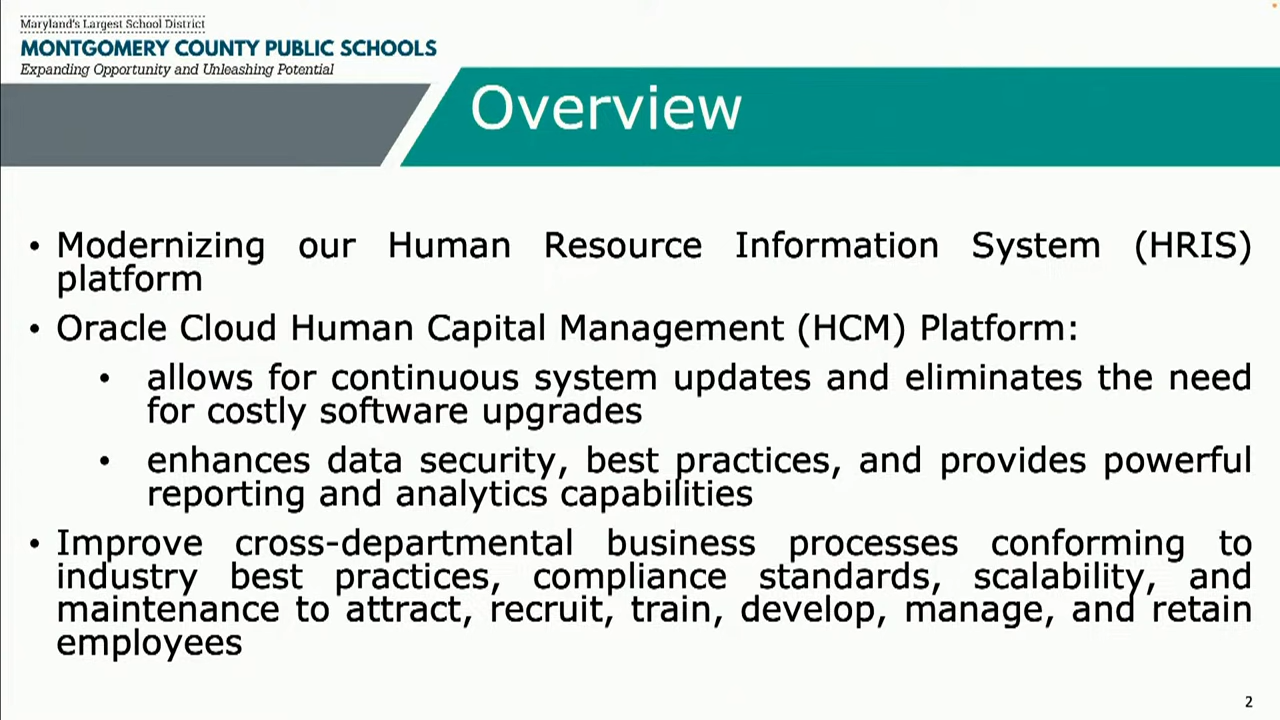 Maryland's Largest School District
MONTGOMERY COUNTY PUBLIC SCHOOLS
Expanding Opportunity and Unleashing Potential
Overview
• Modernizing our Human Resource Information System (HRIS)
platform
• Oracle Cloud Human Capital Management (HCM) Platform:
• allows for continuous system updates and eliminates the need
for costly software upgrades
• enhances data security, best practices, and provides powerful
reporting and analytics capabilities
• Improve cross-departmental business processes conforming to
industry best practices, compliance standards, scalability, and
maintenance to attract, recruit, train, develop, manage, and retain
employees
2